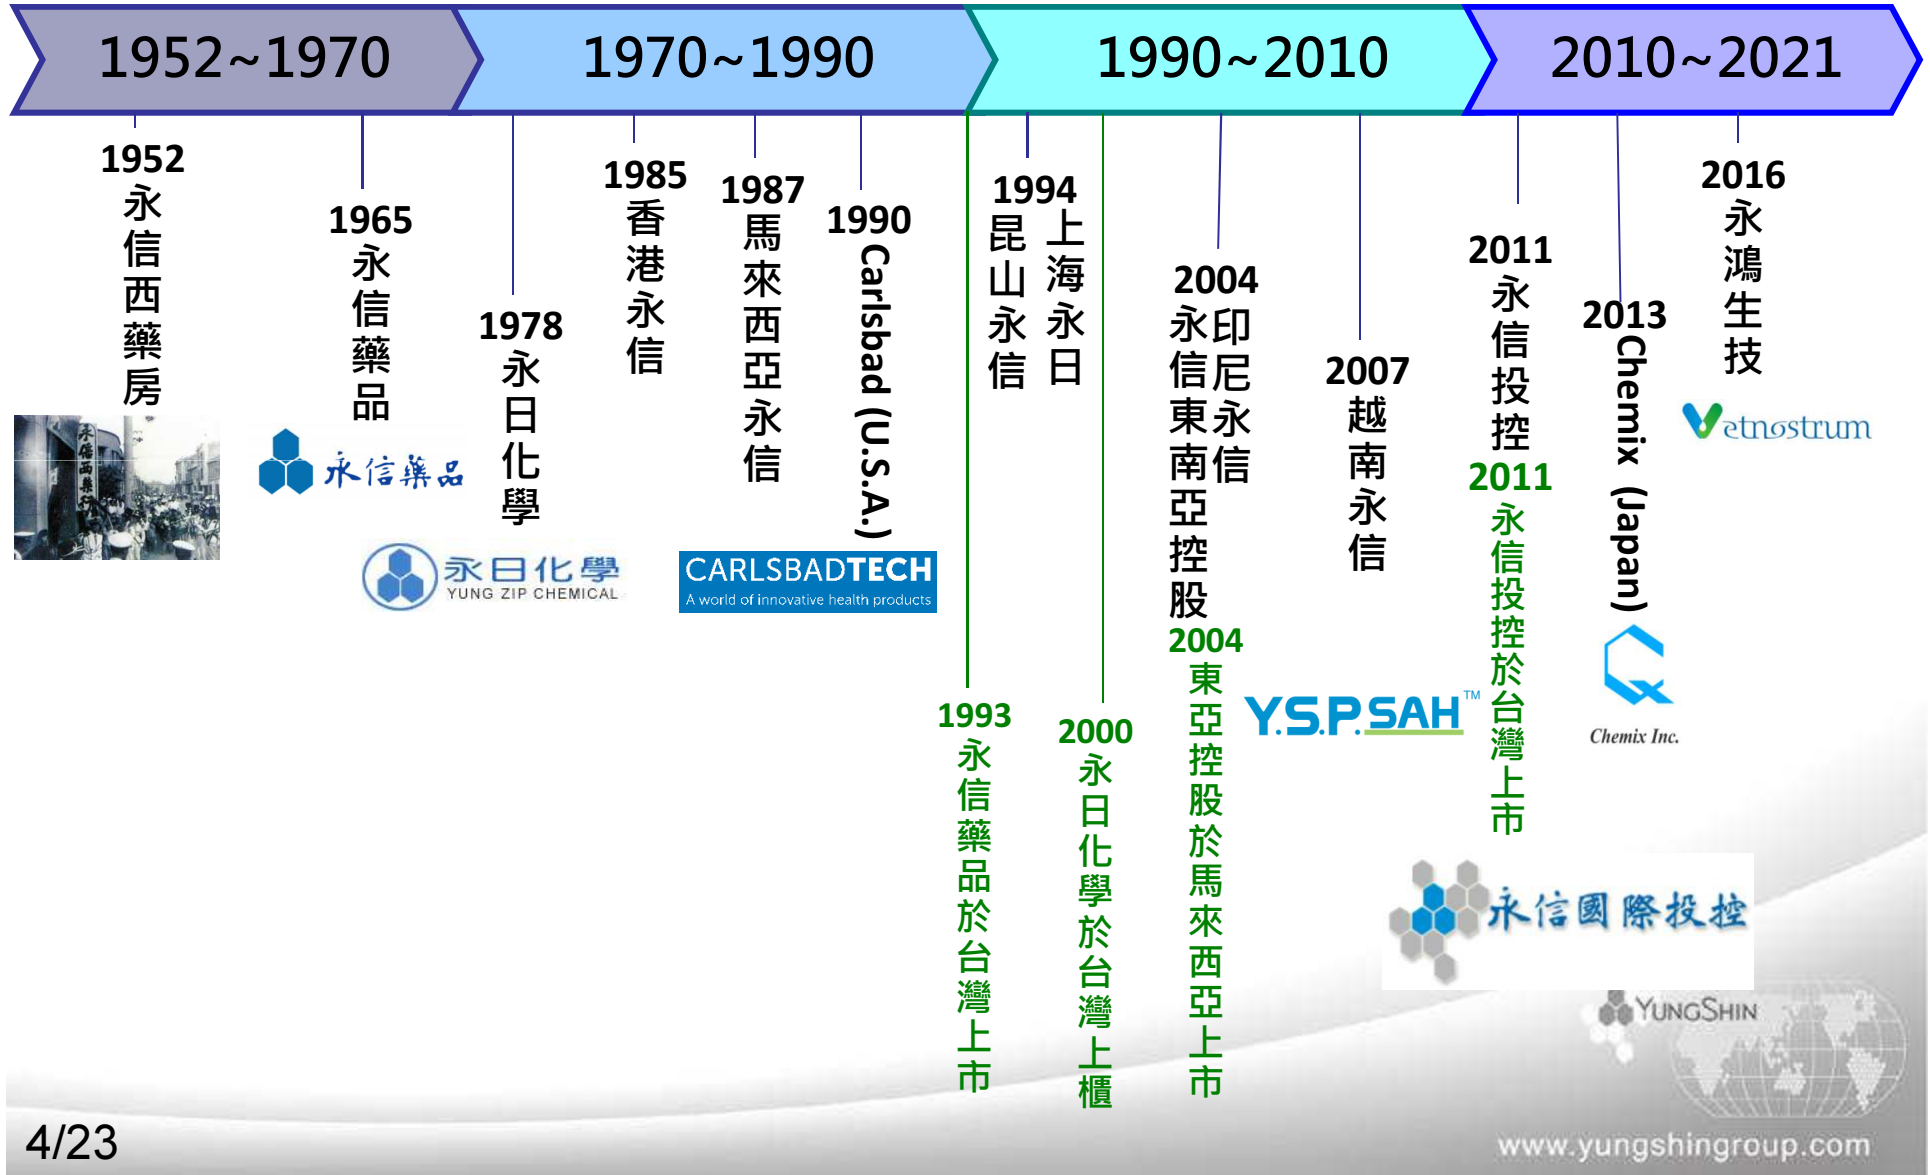 1952~1970
1970~1990
1990~2010
2010~2021
1952
永信西藥房
永信西藥行
1965
永信藥品
永信藥品
1978
永日化學
永日化學
YUNG ZIP CHEMICAL
1985
香港永信
1987
馬來西亞永信
1990
Carlsbad (U.S.A.)
CARLSBADTECH
A world of innovative health products
1993
永信藥品於台灣上市
1994
昆山永信
上海永日
2000
永日化學於台灣上櫃
2004
永信東南亞控股
印尼永信
2004
東亞控股於馬來西亞上市
Y.S.P.SAH™
2007
越南永信
2011
永信投控
2011
永信投控於台灣上市
永信國際投控
2013
Chemix (Japan)
Chemix Inc.
2016
永鴻生技
Vetnostrum
YUNGSHIN
www.yungshingroup.com
4/23